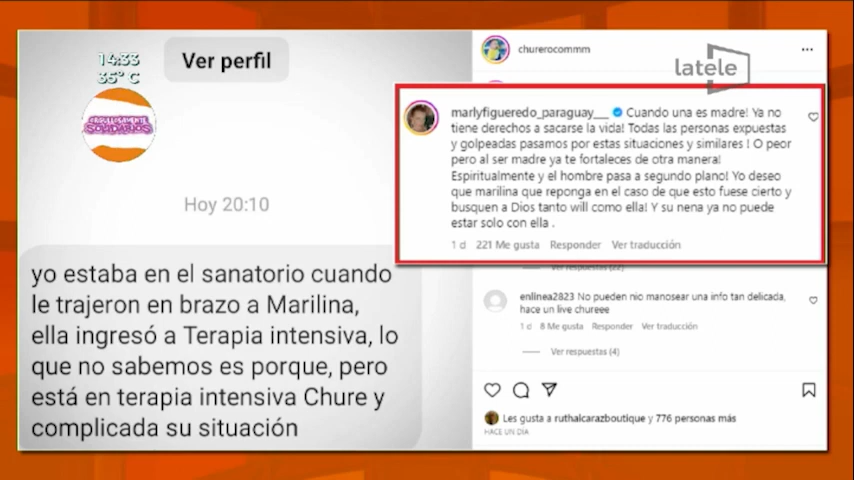 14:33
35° C
ORGULLOSAMENTE
SOLIDARIOS
Ver perfil
Hoy 20:10
yo estaba en el sanatorio cuando
le trajeron en brazo a Marilina,
ella ingresó a Terapia intensiva, lo
que no sabemos es porque, pero
está en terapia intensiva Chure y
complicada su situación
churerocommm
latele
marlyfigueredo_paraguay___ Cuando una es madre! Ya no
tiene derechos a sacarse la vida! Todas las personas expuestas
y golpeadas pasamos por estas situaciones y similares ! O peor
pero al ser madre ya te fortaleces de otra manera!
Espiritualmente y el hombre pasa a segundo plano! Yo deseo
que marilina que reponga en el caso de que esto fuese cierto y
busquen a Dios tanto will como ella! Y su nena ya no puede
estar solo con ella .
1 d 221 Me gusta Responder Ver traducción
Ver respuestas (22)
enlinea2823 No pueden nio manosear una info tan delicada,
hace un live chureee
1 d 8 Me gusta Responder Ver traducción
Ver respuestas (4)
Les gusta a ruthalcarazboutique y 776 personas más
HACE UN DÍA